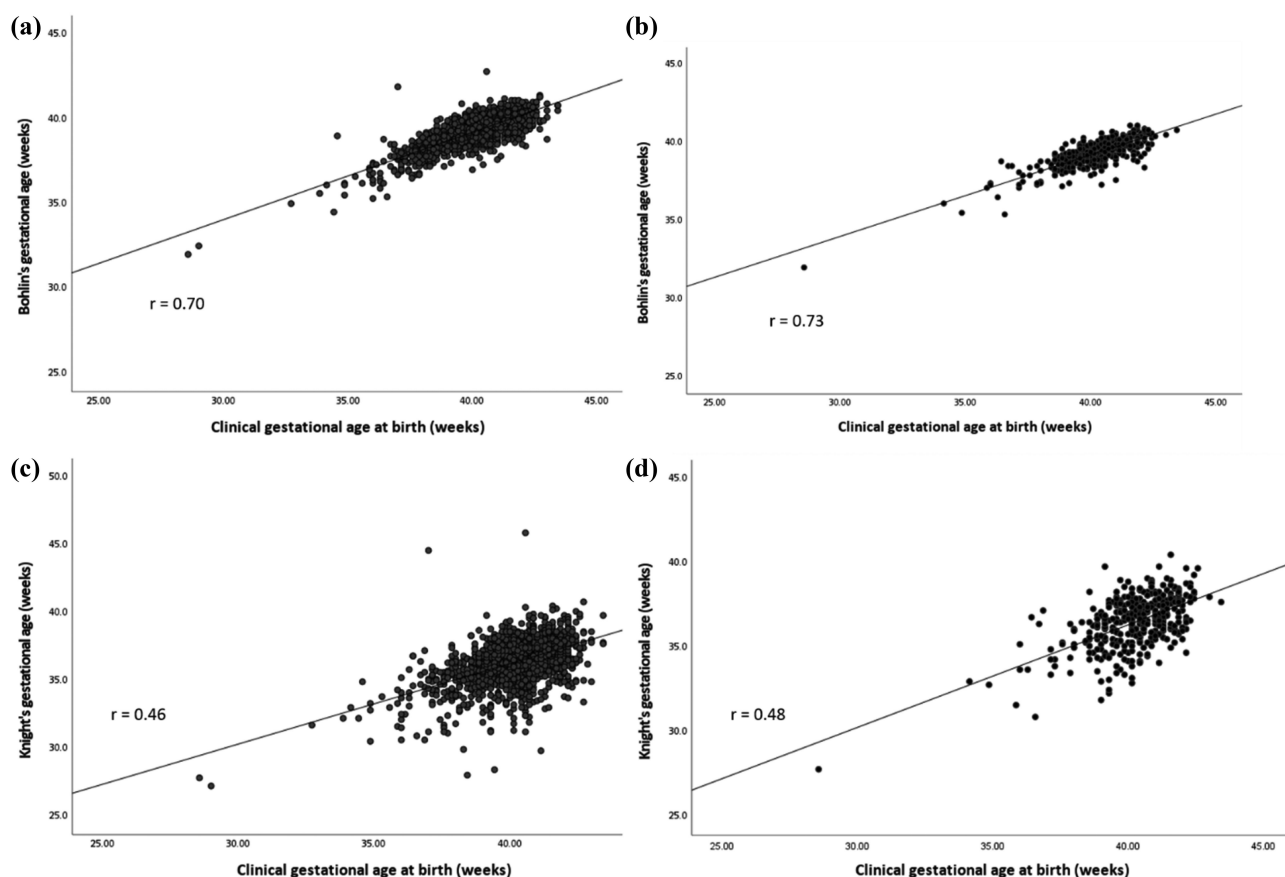 (a)
45.0
40.0
35.0
30.0
25.0
Bohlin's gestational age (weeks)
r = 0.70
25.00 30.00 35.00 40.00 45.00
Clinical gestational age at birth (weeks)
(b)
45.0
40.0
35.0
30.0
25.0
Bohlin's gestational age (weeks)
r = 0.73
25.00 30.00 35.00 40.00 45.00
Clinical gestational age at birth (weeks)
(c)
50.0
45.0
40.0
35.0
30.0
25.0
Knight's gestational age (weeks)
r = 0.46
25.00 30.00 35.00 40.00
Clinical gestational age at birth (weeks)
(d)
45.0
40.0
35.0
30.0
25.0
Knight's gestational age (weeks)
r = 0.48
25.00 30.00 35.00 40.00 45.00
Clinical gestational age at birth (weeks)